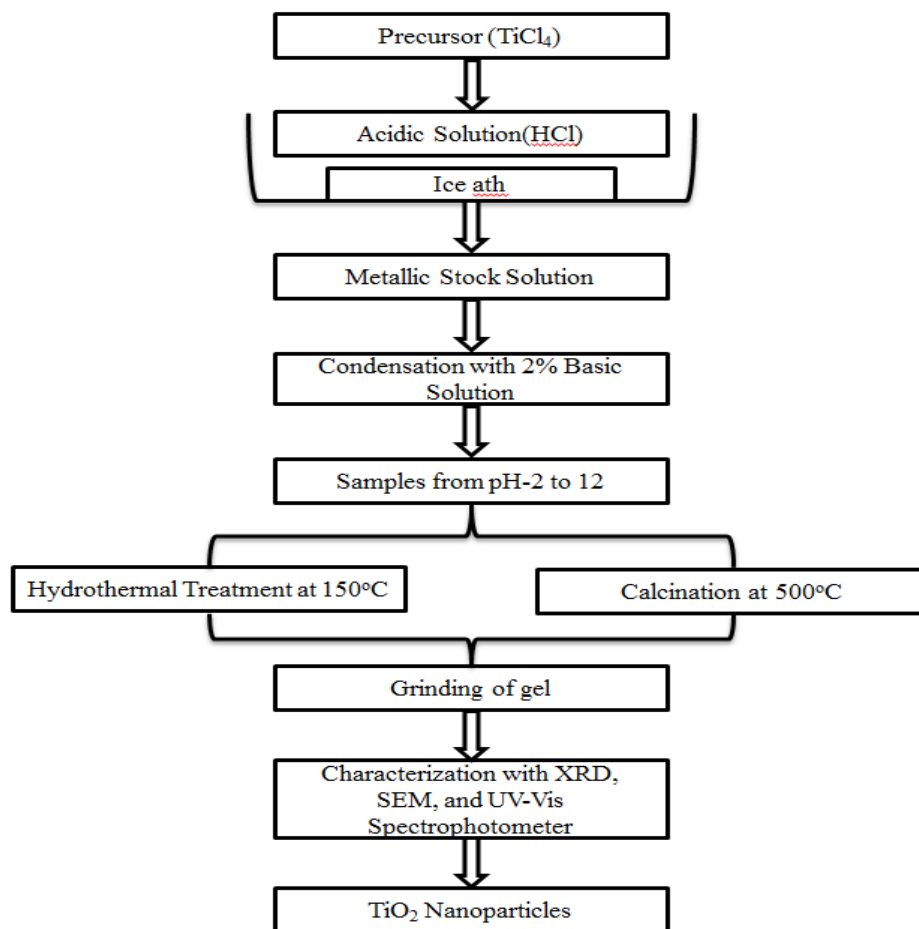 Precursor (TiCl₄)
Acidic Solution(HCl)
Ice ath
Metallic Stock Solution
Condensation with 2% Basic
Solution
Samples from pH-2 to 12
Hydrothermal Treatment at 150°C
Calcination at 500°C
Grinding of gel
Characterization with XRD,
SEM, and UV-Vis
Spectrophotometer
TiO₂ Nanoparticles